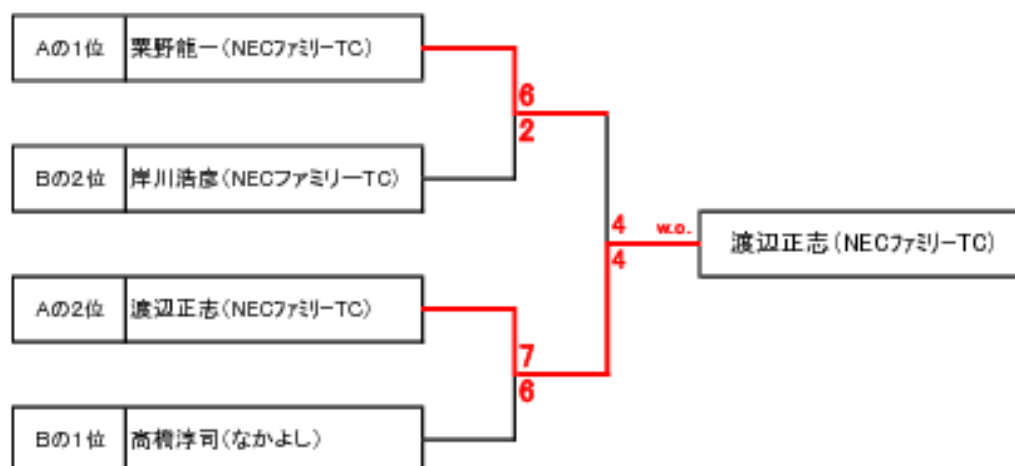 Aの1位 粟野龍一(NECファミリーTC)
6
2
Bの2位 岸川浩彦(NECファミリーTC)
4 w.o. 渡辺正志(NECファミリーTC)
4
Aの2位 渡辺正志(NECファミリーTC)
7
6
Bの1位 高橋淳司(なかよし)